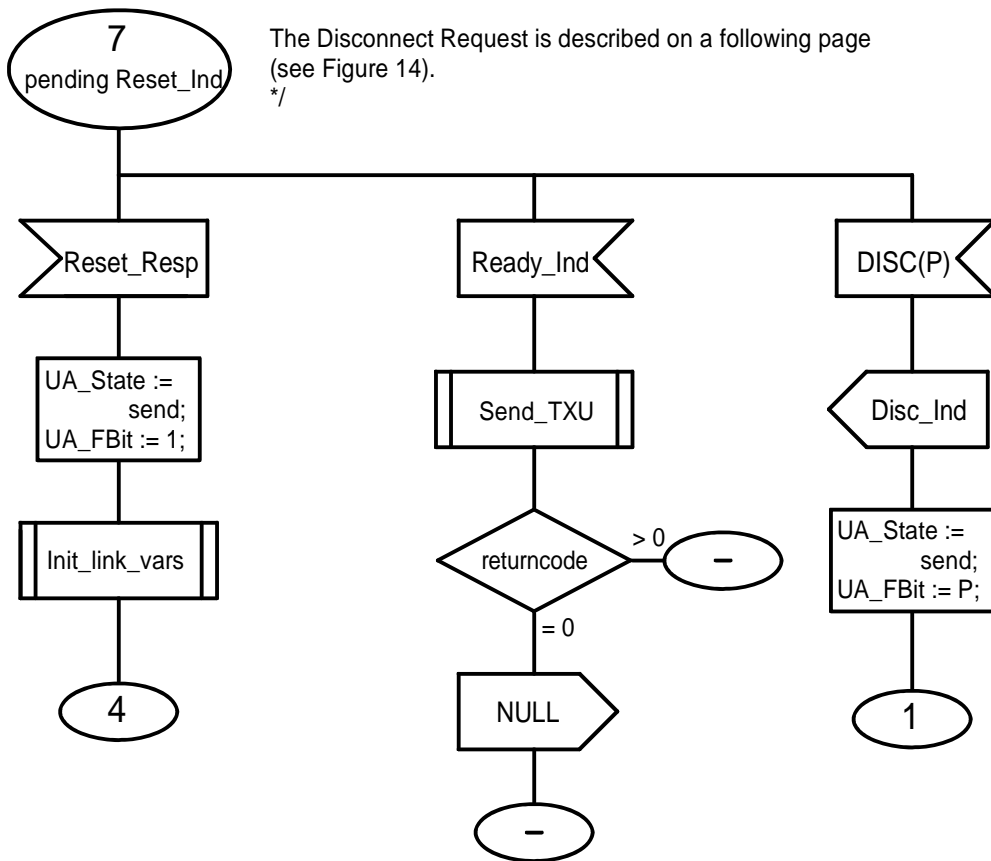 7
pending Reset_Ind
The Disconnect Request is described on a following page
(see Figure 14).
*/
Reset_Resp
UA_State :=
send;
UA_FBit := 1;
Init_link_vars
4
Ready_Ind
Send_TXU
returncode
> 0
–
= 0
NULL
–
DISC(P)
Disc_Ind
UA_State :=
send;
UA_FBit := P;
1